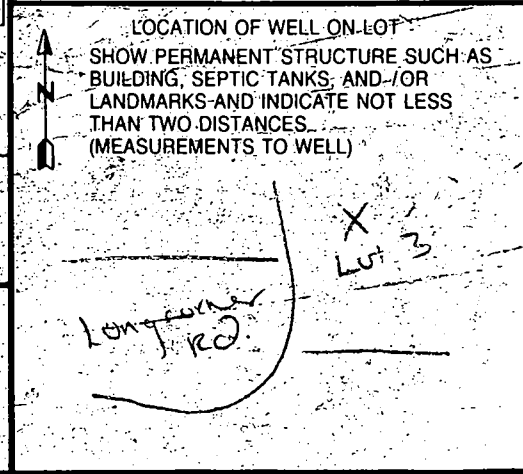 LOCATION OF WELL ON LOT
N
SHOW PERMANENT STRUCTURE SUCH AS
BUILDING, SEPTIC TANKS, AND /OR
LANDMARKS AND INDICATE NOT LESS
THAN TWO DISTANCES
(MEASUREMENTS TO WELL)
X
Lot 3
Longcorner
RD.